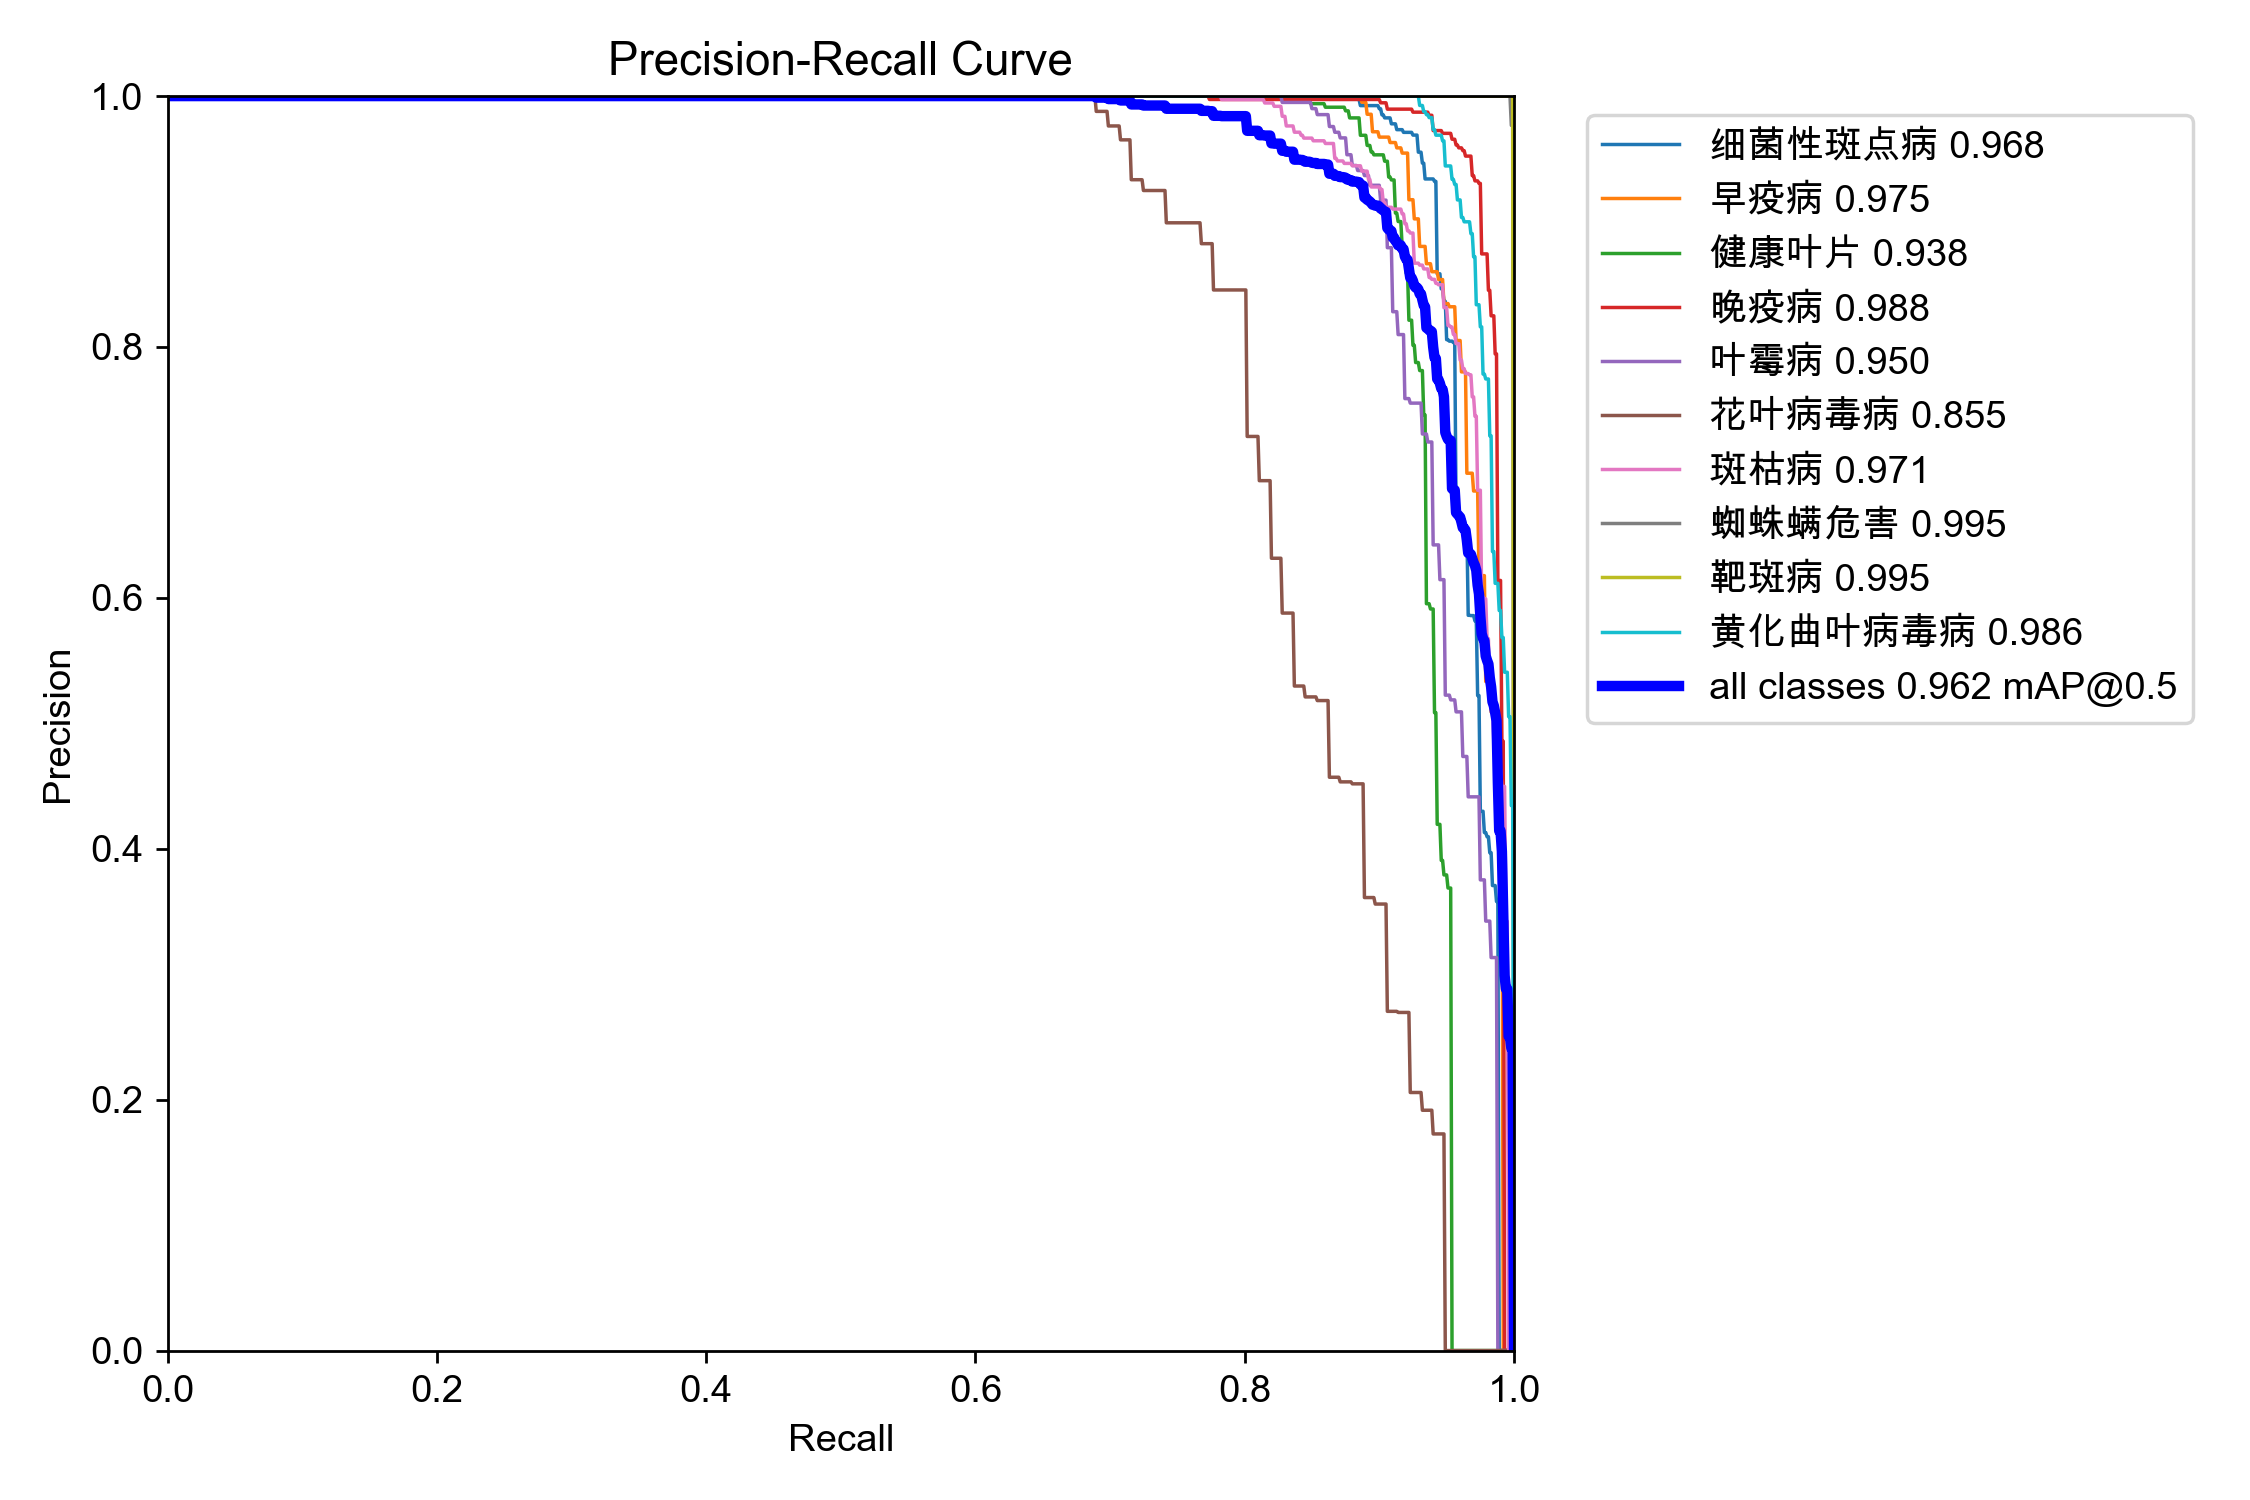 Precision-Recall Curve
1.0
0.8
0.6
0.4
0.2
0.0
Precision
0.0 0.2 0.4 0.6 0.8 1.0
Recall
细菌性斑点病 0.968
早疫病 0.975
健康叶片 0.938
晚疫病 0.988
叶霉病 0.950
花叶病毒病 0.855
斑枯病 0.971
蜘蛛螨危害 0.995
靶斑病 0.995
黄化曲叶病毒病 0.986
all classes 0.962 mAP@0.5